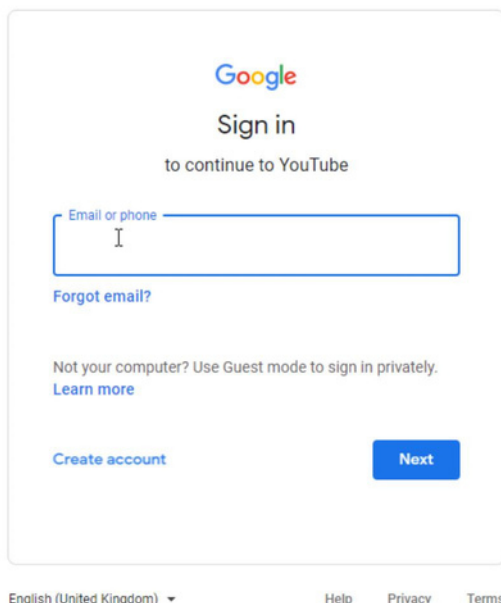 Google
Sign in
to continue to YouTube
Email or phone
Forgot email?
Not your computer? Use Guest mode to sign in privately.
Learn more
Create account Next
English (United Kingdom) Help Privacy Terms